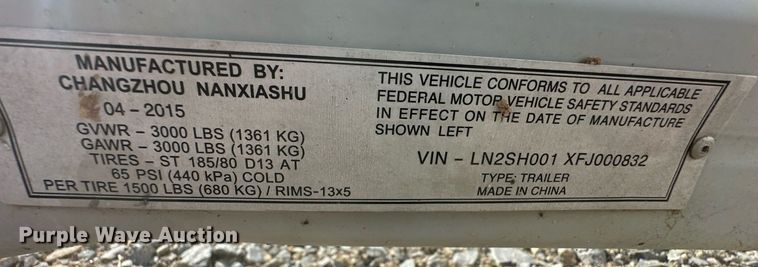 MANUFACTURED BY:
CHANGZHOU NANXIASHU
04 - 2015
GVWR – 3000 LBS (1361 KG)
GAWR – 3000 LBS (1361 KG)
TIRES – ST 185/80 D13 AT
65 PSI (440 kPa) COLD
PER TIRE 1500 LBS (680 KG) / RIMS-13x5
THIS VEHICLE CONFORMS TO ALL APPLICABLE
FEDERAL MOTOR VEHICLE SAFETY STANDARDS
IN EFFECT ON THE DATE OF MANUFACTURE
SHOWN LEFT
VIN – LN2SH001 XFJ000832
TYPE: TRAILER
MADE IN CHINA
Purple Wave Auction